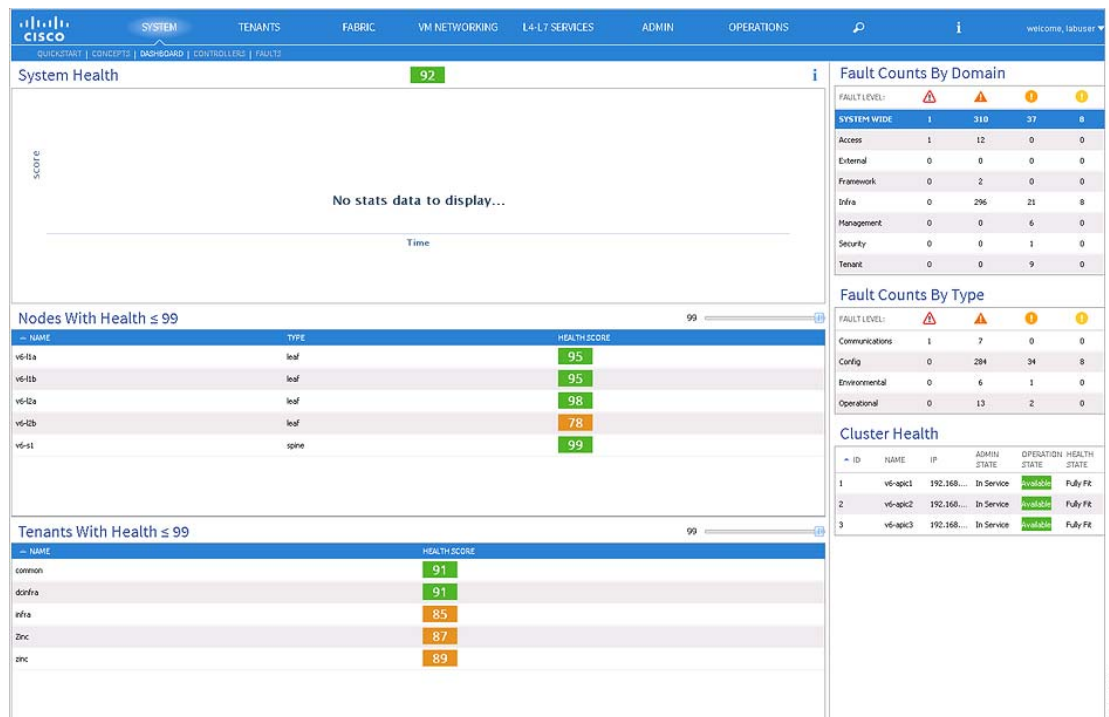 CISCO
SYSTEM TENANTS FABRIC VM NETWORKING L4-L7 SERVICES ADMIN OPERATIONS i welcome, labuser
QUICKSTART | CONCEPTS | DASHBOARD | CONTROLLERS | FAULTS
System Health 92 i
score
No stats data to display...
Time
Nodes With Health ≤ 99 99
NAME TYPE HEALTH SCORE
v6-l1a leaf 95
v6-l1b leaf 95
v6-l2a leaf 98
v6-l2b leaf 78
v6-s1 spine 99
Tenants With Health ≤ 99 99
NAME HEALTH SCORE
common 91
dcinfra 91
infra 85
Zinc 87
zinc 89
Fault Counts By Domain
FAULT LEVEL:
SYSTEM WIDE 1 310 37 8
Access 1 12 0 0
External 0 0 0 0
Framework 0 2 0 0
Infra 0 296 21 8
Management 0 0 6 0
Security 0 0 1 0
Tenant 0 0 9 0
Fault Counts By Type
FAULT LEVEL:
Communications 1 7 0 0
Config 0 284 34 8
Environmental 0 6 1 0
Operational 0 13 2 0
Cluster Health
ID NAME IP ADMIN STATE OPERATION STATE HEALTH STATE
1 v6-apic1 192.168.... In Service Available Fully Fit
2 v6-apic2 192.168.... In Service Available Fully Fit
3 v6-apic3 192.168.... In Service Available Fully Fit